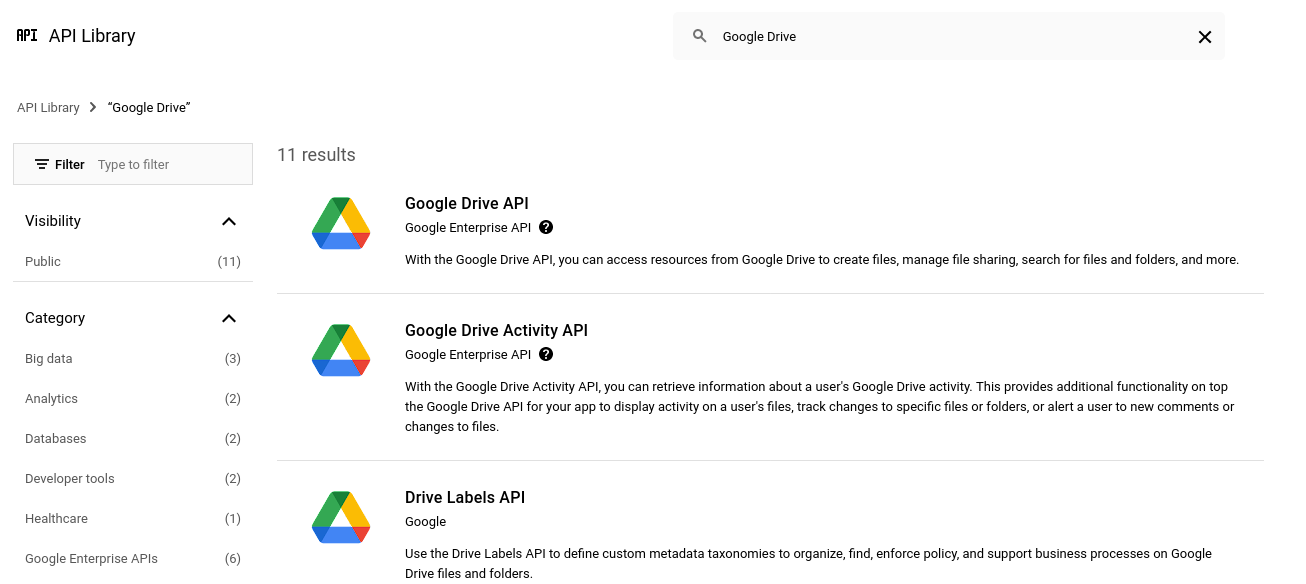 API API Library
Google Drive
API Library
“Google Drive”
Filter Type to filter
Visibility
Public (11)
Category
Big data (3)
Analytics (2)
Databases (2)
Developer tools (2)
Healthcare (1)
Google Enterprise APIs (6)
11 results
Google Drive API
Google Enterprise API
With the Google Drive API, you can access resources from Google Drive to create files, manage file sharing, search for files and folders, and more.
Google Drive Activity API
Google Enterprise API
With the Google Drive Activity API, you can retrieve information about a user's Google Drive activity. This provides additional functionality on top
the Google Drive API for your app to display activity on a user's files, track changes to specific files or folders, or alert a user to new comments or
changes to files.
Drive Labels API
Google
Use the Drive Labels API to define custom metadata taxonomies to organize, find, enforce policy, and support business processes on Google
Drive files and folders.